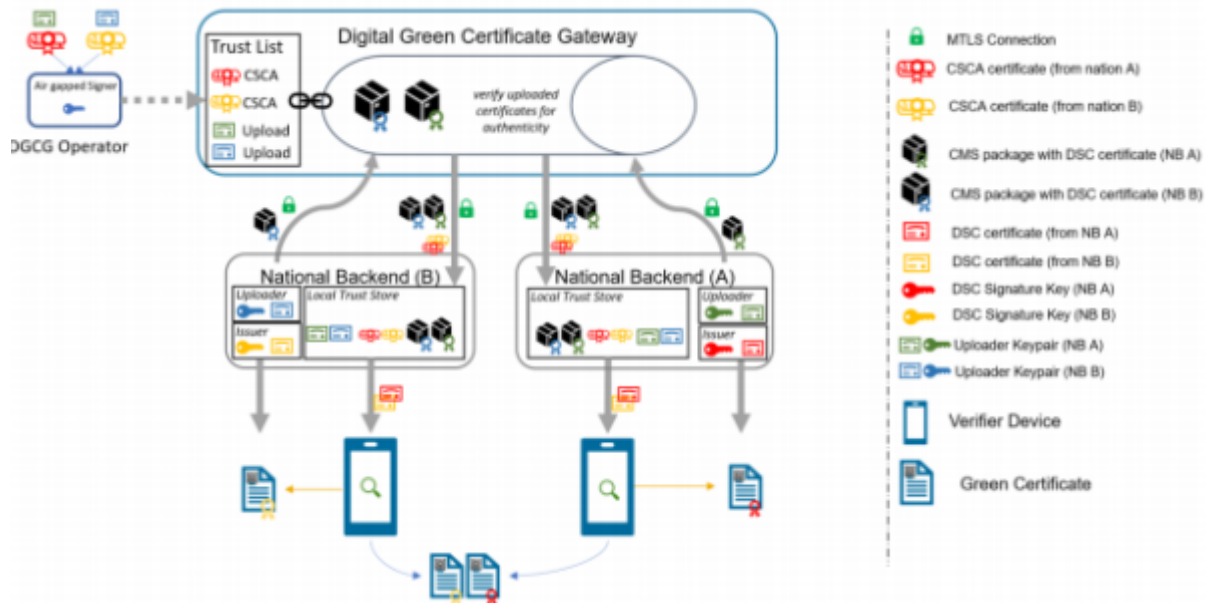 Digital Green Certificate Gateway
Trust List
CSCA
CSCA
Upload
Upload
verify uploaded
certificates for
authenticity
Air gapped Signer
DGCG Operator
National Backend (B)
Uploader
Local Trust Store
Issuer
National Backend (A)
Local Trust Store
Uploader
Issuer
MTLS Connection
CSCA certificate (from nation A)
CSCA certificate (from nation B)
CMS package with DSC certificate (NB A)
CMS package with DSC certificate (NB B)
DSC certificate (from NB A)
DSC certificate (from NB B)
DSC Signature Key (NB A)
DSC Signature Key (NB B)
Uploader Keypair (NB A)
Uploader Keypair (NB B)
Verifier Device
Green Certificate